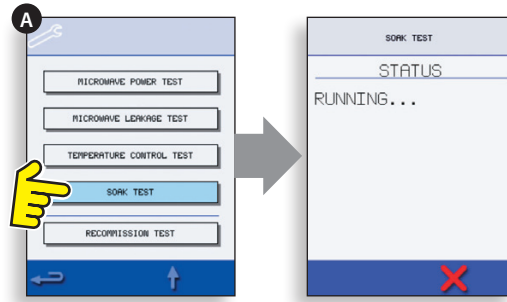 A
MICROWAVE POWER TEST
MICROWAVE LEAKAGE TEST
TEMPERATURE CONTROL TEST
SOAK TEST
RECOMMISSION TEST
SOAK TEST
STATUS
RUNNING...